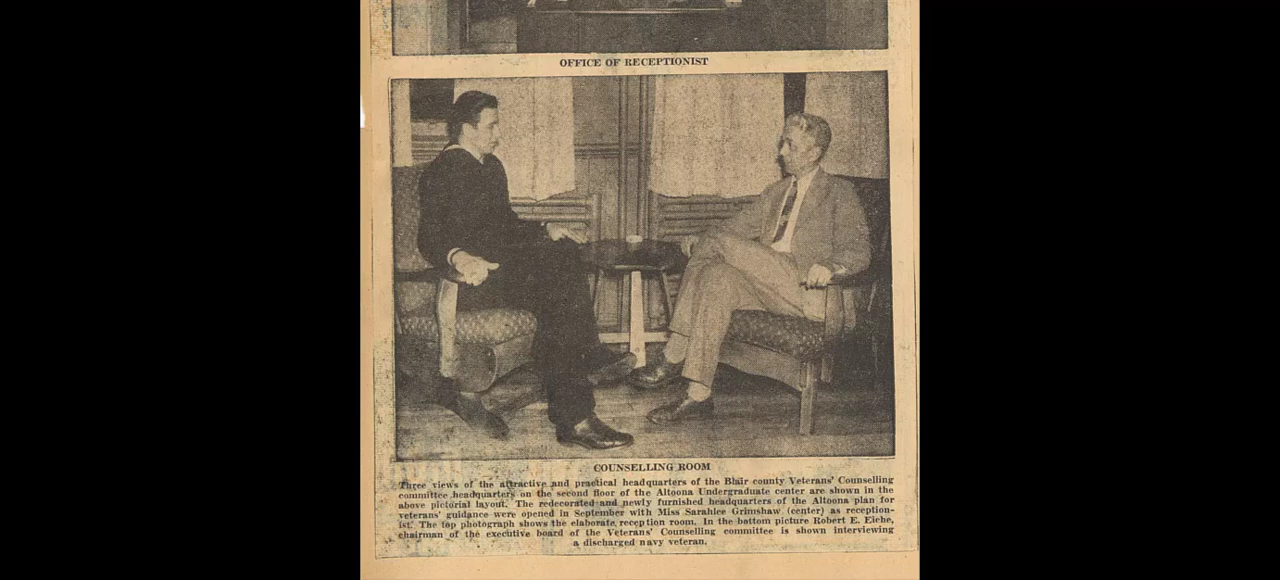 OFFICE OF RECEPTIONIST
COUNSELLING ROOM
Three views of the attractive and practical headquarters of the Blair county Veterans' Counselling
committee headquarters on the second floor of the Altoona Undergraduate center are shown in the
above pictorial layout. The redecorated and newly furnished headquarters of the Altoona plan for
veterans' guidance were opened in September with Miss Sarahlee Grimshaw (center) as reception-
ist. The top photograph shows the elaborate reception room. In the bottom picture Robert E. Eiche,
chairman of the executive board of the Veterans' Counselling committee is shown interviewing
a discharged navy veteran.